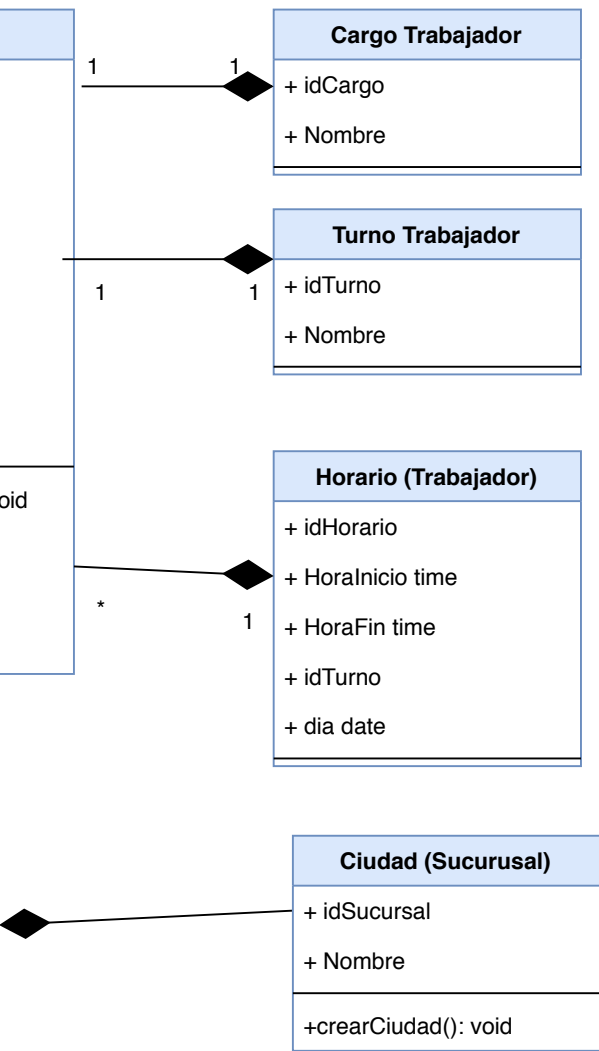 Cargo Trabajador
1
1
+ idCargo
+ Nombre
Turno Trabajador
+ idTurno
1
1
+ Nombre
Horario (Trabajador)
oid
+ idHorario
+ HoraInicio time
*
1
+ HoraFin time
+ idTurno
+ dia date
Ciudad (Sucurusal)
+ idSucursal
+ Nombre
+crearCiudad(): void